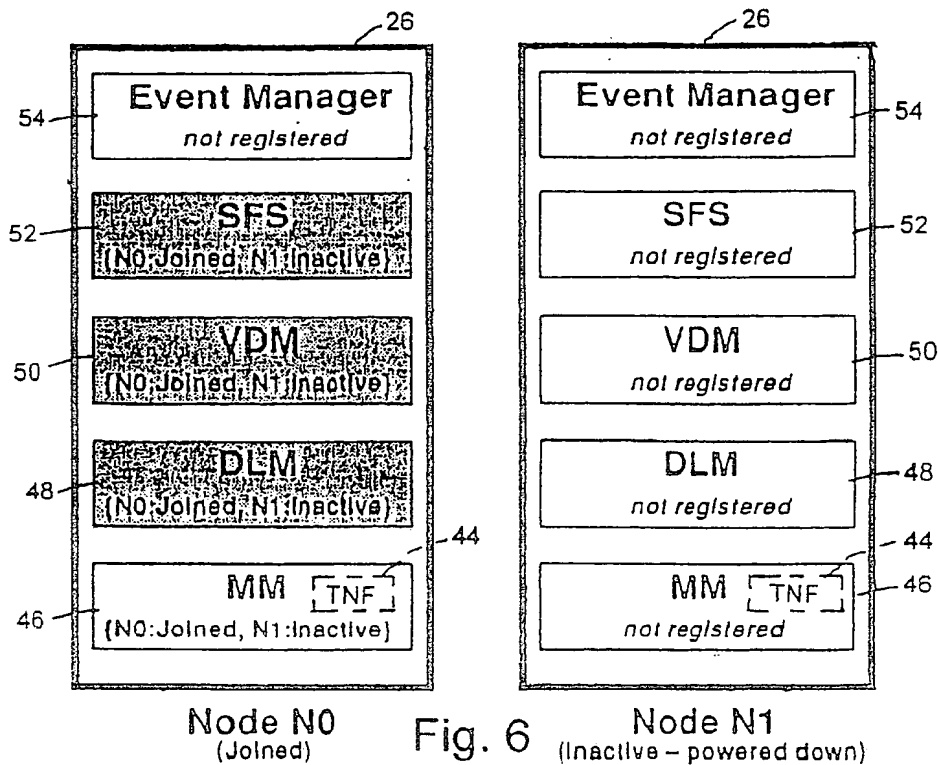 26
26
Event Manager
not registered
54
Event Manager
not registered
54
SFS
{N0:Joined, N1:Inactive}
52
SFS
not registered
52
VDM
{N0:Joined, N1:Inactive}
50
VDM
not registered
50
DLM
{N0:Joined, N1:Inactive}
48
DLM
not registered
48
44
44
MM
TNF
{N0:Joined, N1:Inactive}
46
MM
TNF
not registered
46
Node N0
(Joined)
Fig. 6
Node N1
(Inactive – powered down)